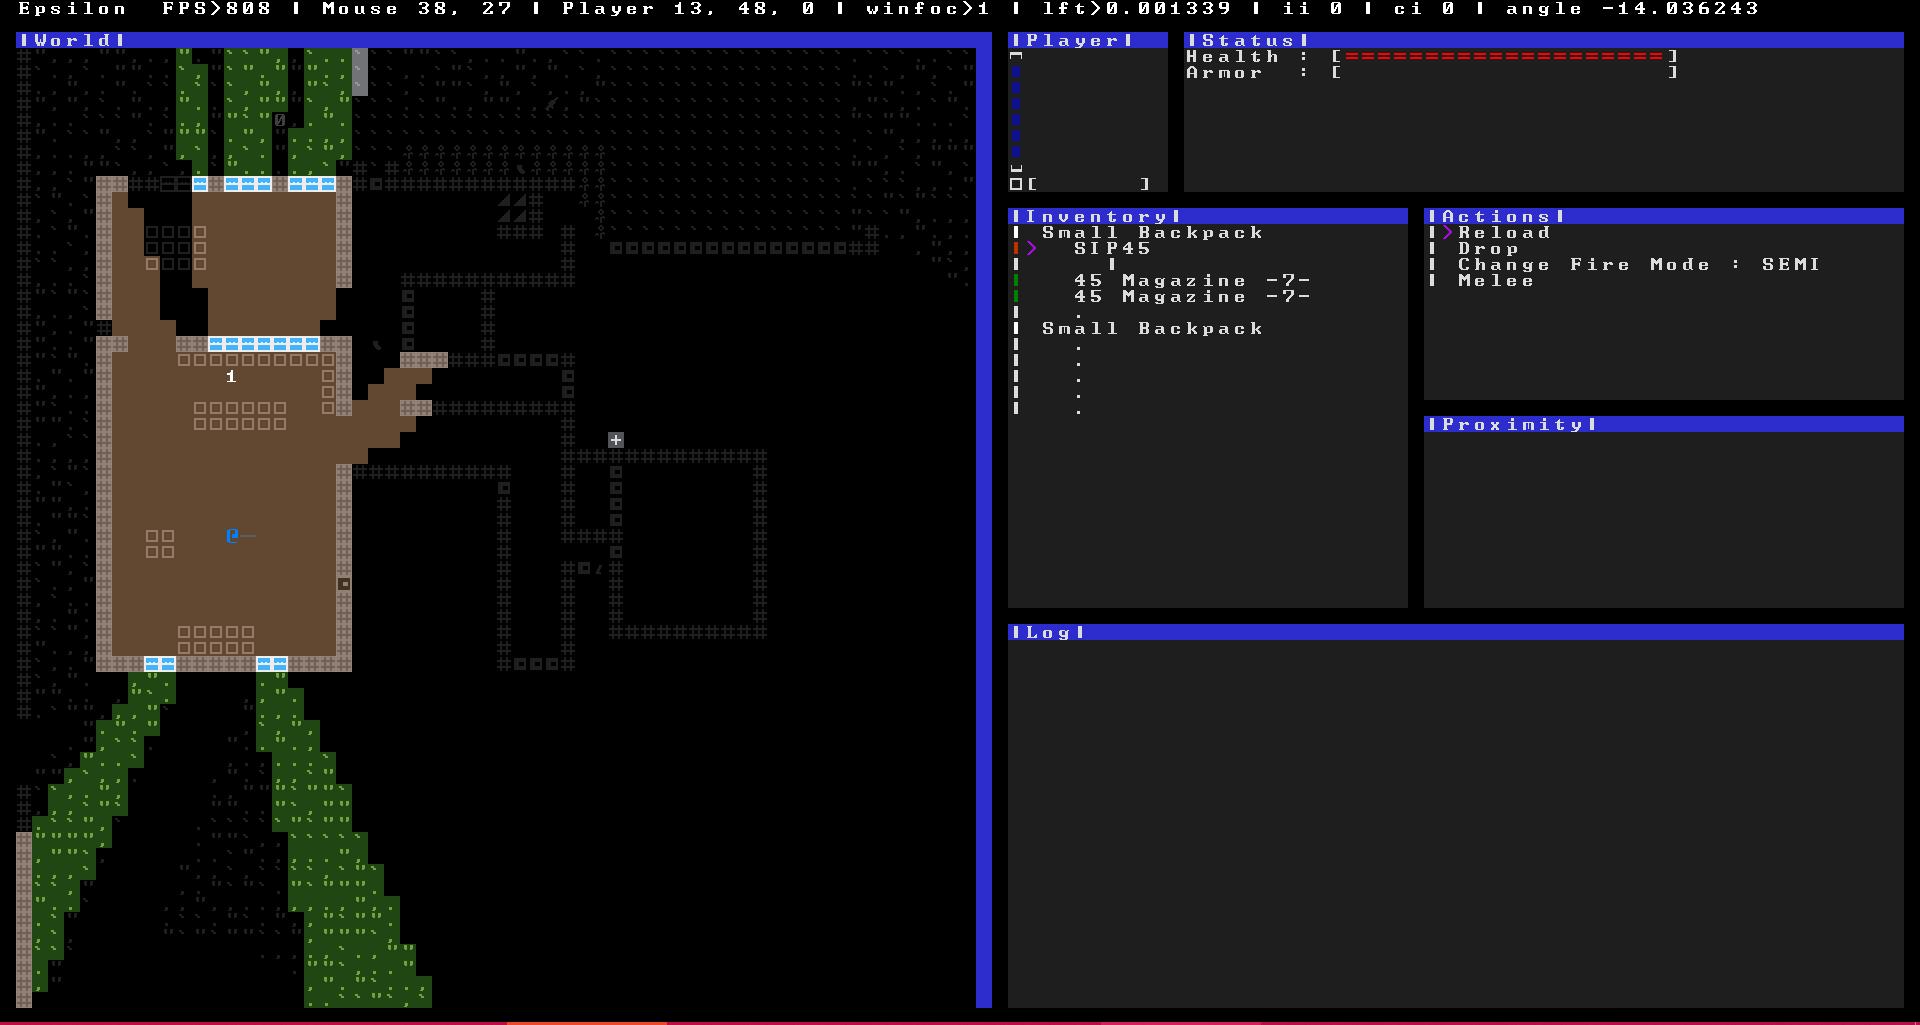 Epsilon FPS>808 | Mouse 38, 27 | Player 13, 48, 0 | winfoc>1 | lft>0.001339 | ii 0 | ci 0 | angle -14.036243
|World|
|Player|
|Status|
Health : [====================]
Armor : [ ]
[ ]
1
0
|Inventory|
Small Backpack
> SIP45
|
45 Magazine -7-
45 Magazine -7-
.
Small Backpack
.
.
.
.
.
|Actions|
>Reload
Drop
Change Fire Mode : SEMI
Melee
|Proximity|
+
|Log|